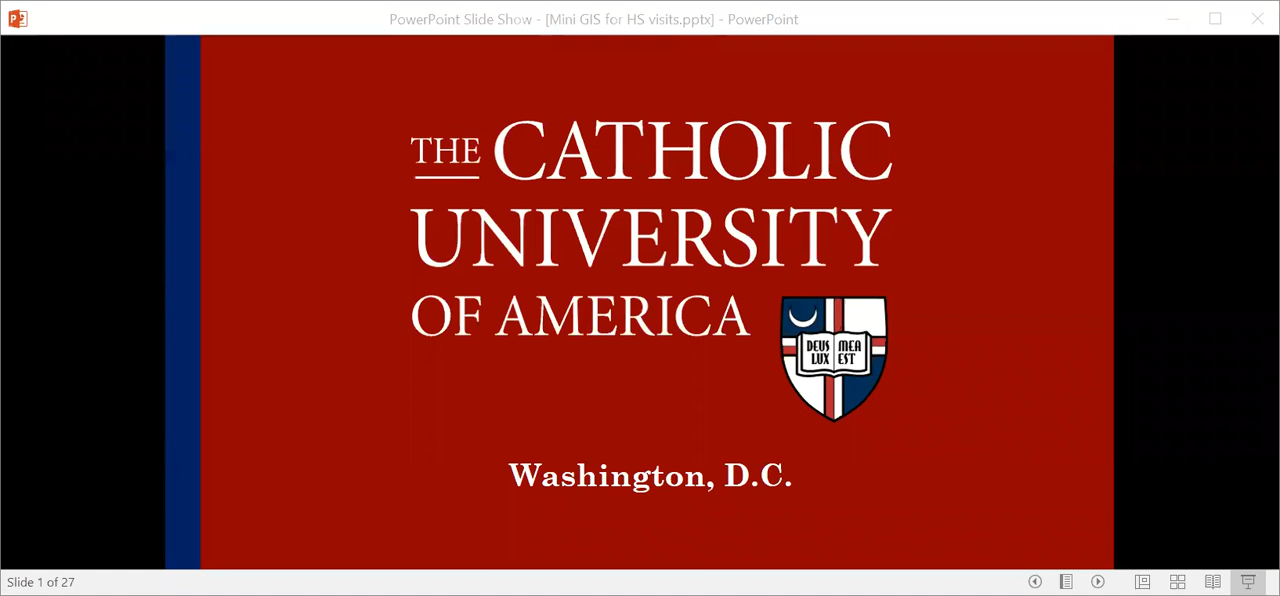 PowerPoint Slide Show - [Mini GIS for HS visits.pptx] - PowerPoint
THE CATHOLIC
UNIVERSITY
OF AMERICA
DEUS MEA
LUX EST
Washington, D.C.
Slide 1 of 27